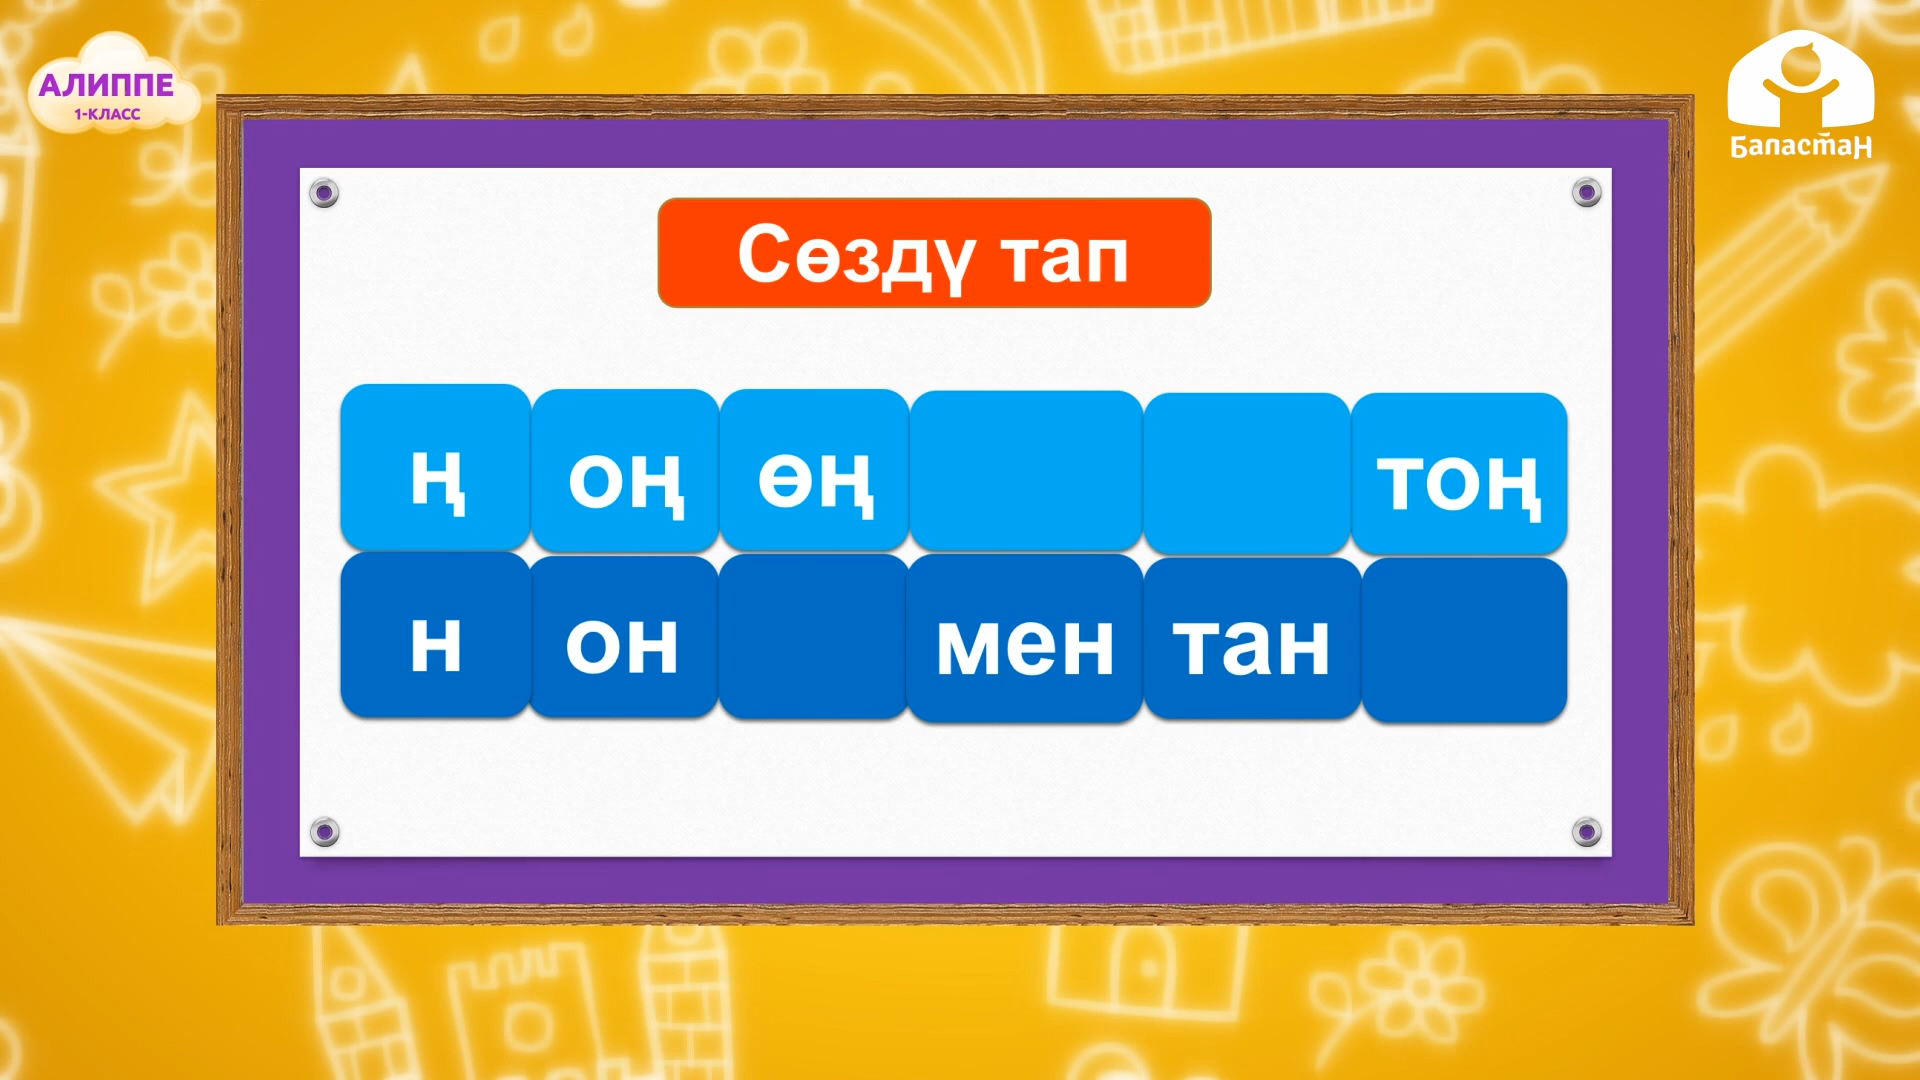 АЛИППЕ
1-КЛАСС
Баластан
Сөздү тап
ң оң өң тоң
н он мен тан